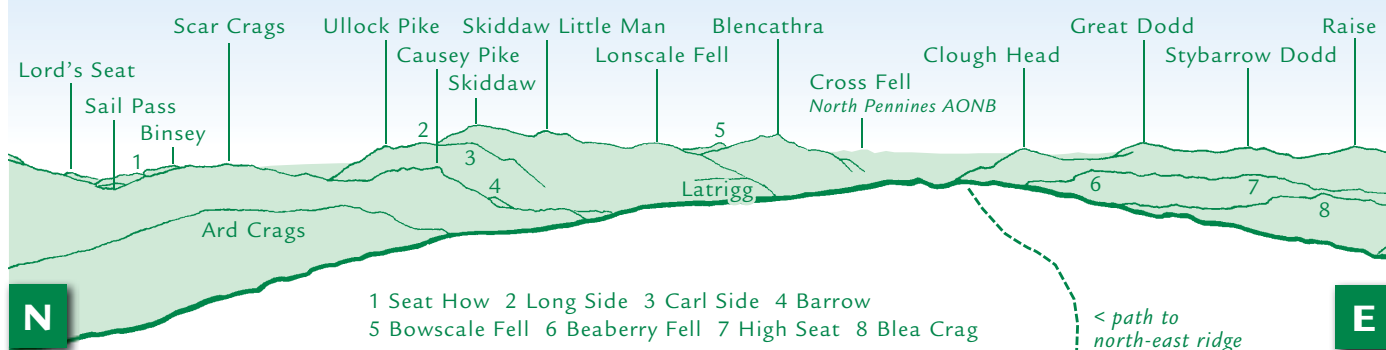 Scar Crags
Ullock Pike
Skiddaw Little Man
Blencathra
Great Dodd
Raise
Causey Pike
Lonscale Fell
Clough Head
Stybarrow Dodd
Lord's Seat
Skiddaw
Cross Fell
North Pennines AONB
Sail Pass
Binsey
1
2
3
4
5
Latrigg
6
7
8
Ard Crags
N
1 Seat How 2 Long Side 3 Carl Side 4 Barrow
5 Bowscale Fell 6 Beaberry Fell 7 High Seat 8 Blea Crag
< path to
north-east ridge
E